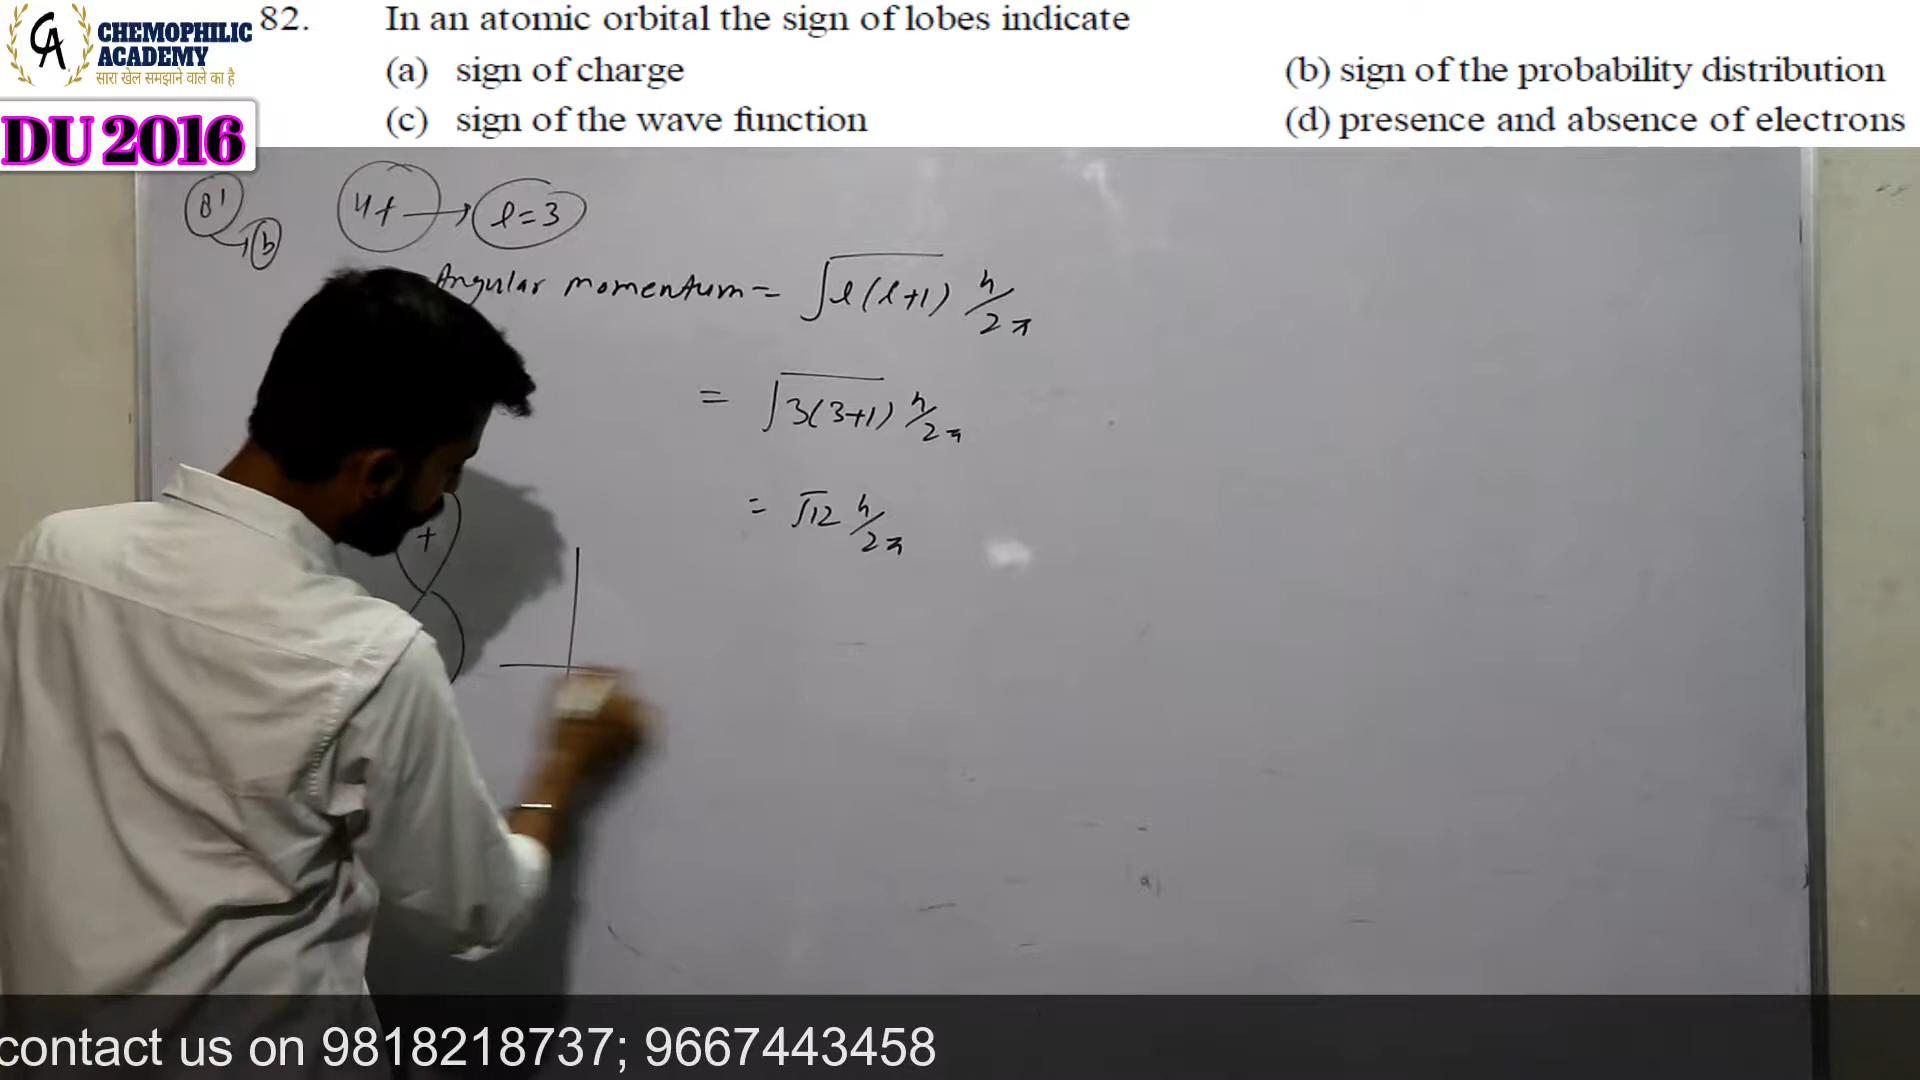 CHEMOPHILIC
ACADEMY
सारा खेल समझाने वाले का है
DU 2016
82. In an atomic orbital the sign of lobes indicate
(a) sign of charge (b) sign of the probability distribution
(c) sign of the wave function (d) presence and absence of electrons
81 → b
4f → l=3
Angular momentum = √l(l+1) h/2π
= √3(3+1) h/2π
= √12 h/2π
+
contact us on 9818218737; 9667443458